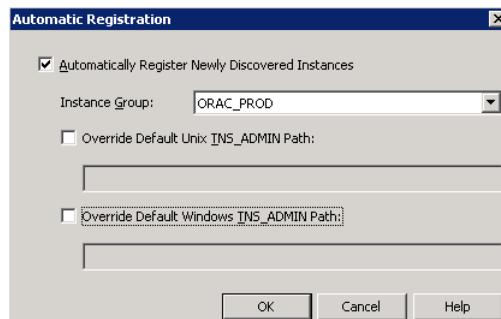 Automatic Registration
Automatically Register Newly Discovered Instances
Instance Group:
ORAC_PROD
Override Default Unix TNS_ADMIN Path:
Override Default Windows TNS_ADMIN Path:
OK
Cancel
Help